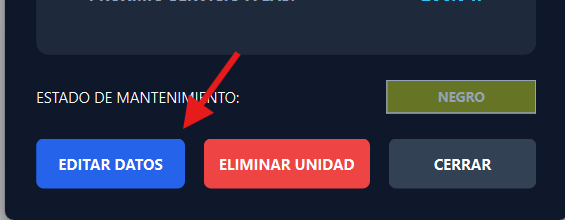 ESTADO DE MANTENIMIENTO:
NEGRO
EDITAR DATOS
ELIMINAR UNIDAD
CERRAR